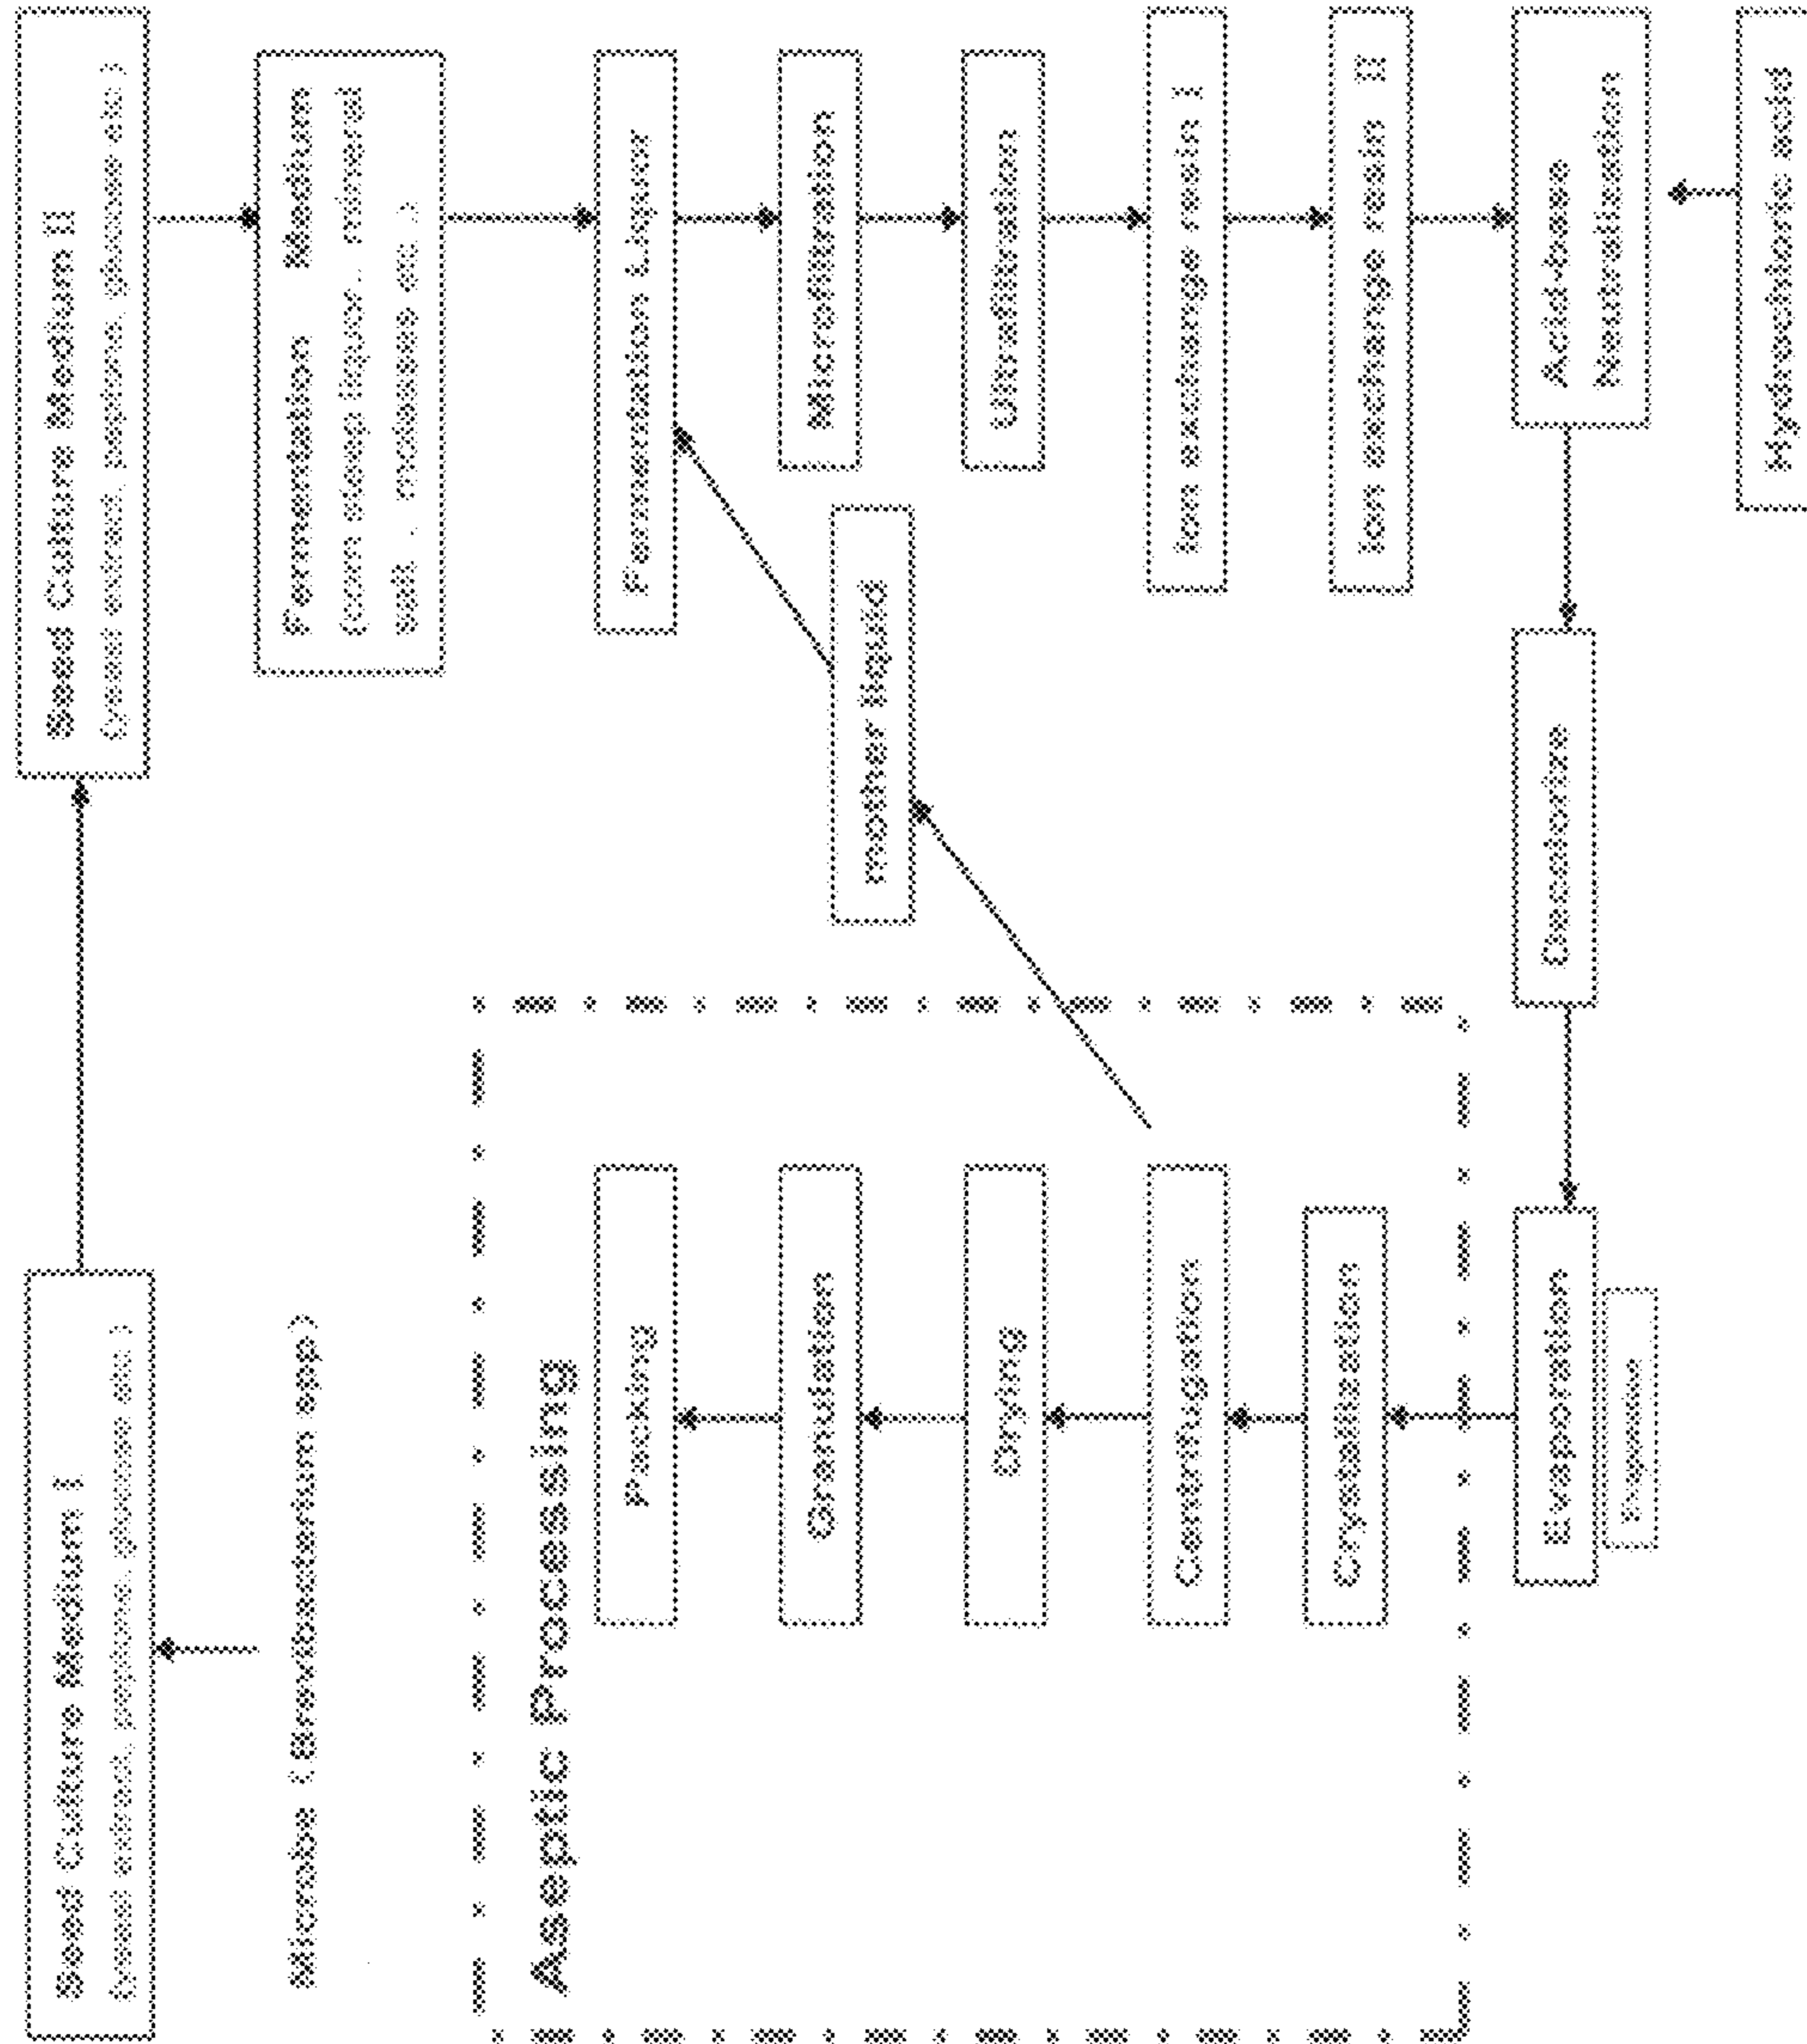 Seed Culture Medium I
(yeast extract, peptone, glucose etc)
Microbe (Brevibacterium spp)
Seed Culture Medium II
(yeast extract, peptone, glucose etc)
Fermentation Medium
(corn steep liquor, mineral
salt, molasses etc)
Fermentation Liquor
Microfiltration
Ultrafiltration
Ion exchange resin I
Ion exchange resin II
Acid-base
Neutralization
Hydrochloric acid
Decoloring
Evaporation
Aseptic Processing
Crystallization
Centrifugation
Drying
Granulation
Packing
mother liquid